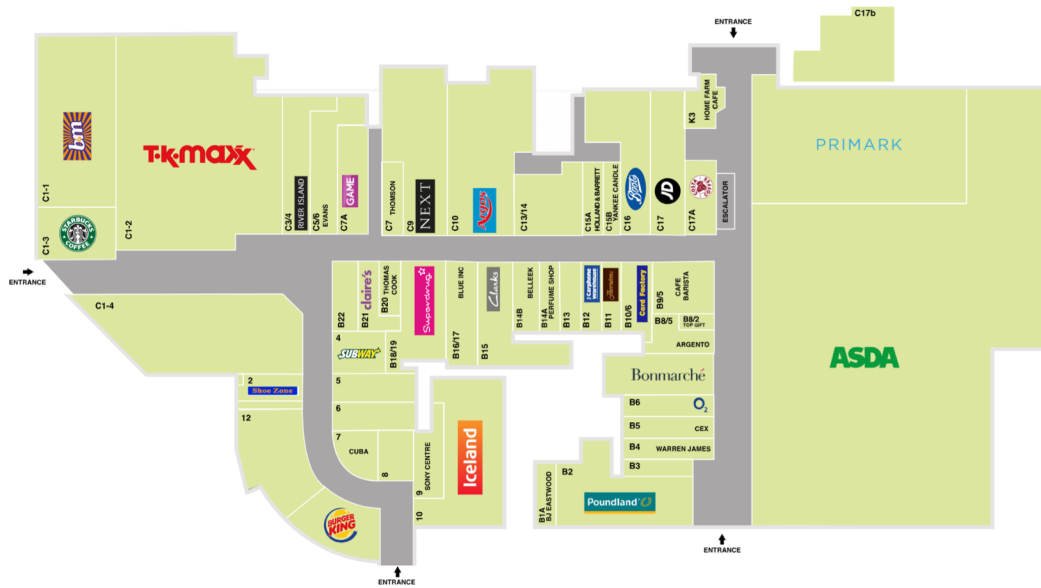 C17b
ENTRANCE
b&m
C1-1
T·K·maxx
C1-2
STARBUCKS
COFFEE
C1-3
ENTRANCE
C1-4
C3/4
RIVER ISLAND
C5/6
EVANS
C7A
GAME
C7
THOMSON
C9
NEXT
C10
Argos
C13/14
C15A
HOLLAND & BARRETT
C15B
YANKEE CANDLE
C16
Boots
C17
JD
K3
HOME FARM
CAFE
C17A
ESCALATOR
PRIMARK
ASDA
B22
B21
claire's
B20
THOMAS
COOK
B18/19
Superdrug
B16/17
BLUE INC
B15
Clarks
B14B
BELLEEK
B14A
PERFUME SHOP
B13
B12
Carphone
Warehouse
B11
Thorntons
B10/6
Card Factory
B9/5
CAFE
BARISTA
B8/5
B8/2
TOP GIFT
ARGENTO
Bonmarché
B6
O2
B5
CEX
B4
WARREN JAMES
B3
B2
Poundland
B1A
BJ EASTWOOD
4
SUBWAY
5
6
7
CUBA
8
9
SONY CENTRE
10
Iceland
2
Shoe Zone
12
BURGER
KING
ENTRANCE
ENTRANCE